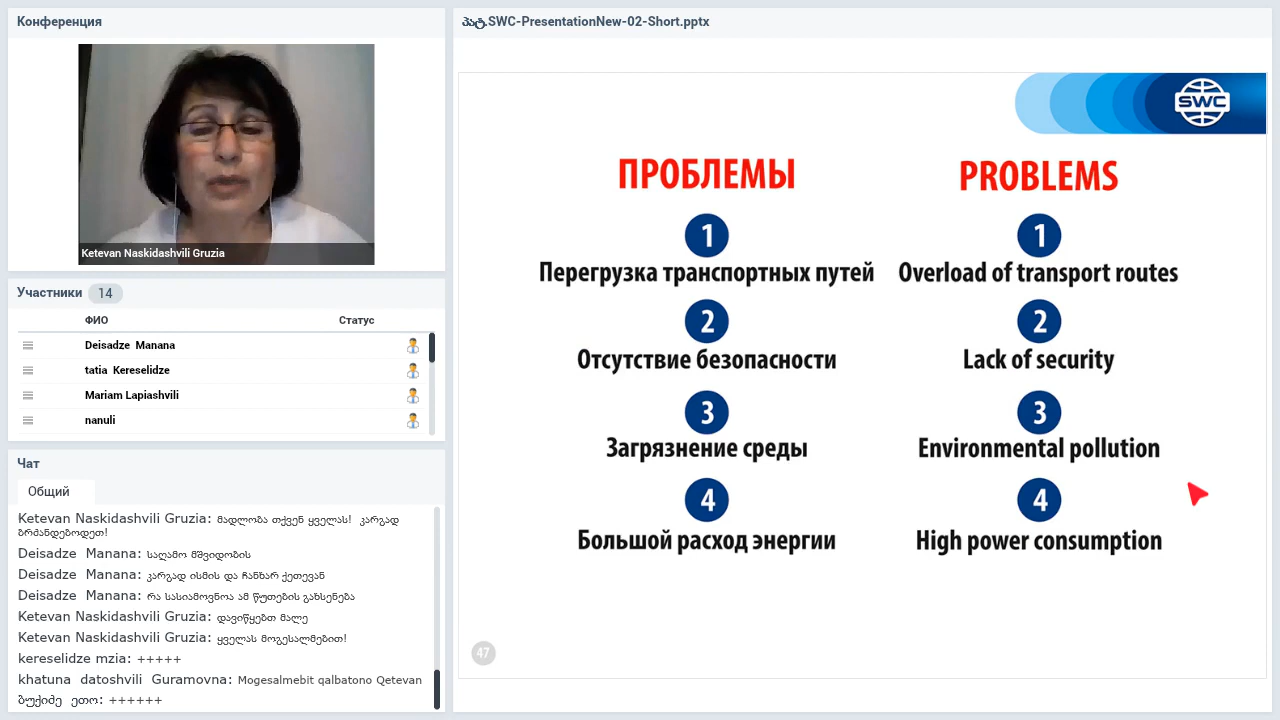 Конференция
Ketevan Naskidashvili Gruzia
Участники 14
ФИО Статус
Deisadze Manana
tatia Kereselidze
Mariam Lapiashvili
nanuli
Чат
Общий
Ketevan Naskidashvili Gruzia: მადლობა თქვენ ყველას! კარგად
ბრძანდებოდეთ!
Deisadze Manana: საღამო მშვიდობის
Deisadze Manana: კარგად ისმის და ჩანხარ ქეთევან
Deisadze Manana: რა სასიამოვნოა ამ წუთების გახსენება
Ketevan Naskidashvili Gruzia: დავიწყებთ მალე
Ketevan Naskidashvili Gruzia: ყველას მოგესალმებით!
kereselidze mzia: +++++
khatuna datoshvili Guramovna: Mogesalmebit qalbatono Qetevan
ბუქიძე ეთო: ++++++
პატ.SWC-PresentationNew-02-Short.pptx
SWC
ПРОБЛЕМЫ PROBLEMS
1 1
Перегрузка транспортных путей Overload of transport routes
2 2
Отсутствие безопасности Lack of security
3 3
Загрязнение среды Environmental pollution
4 4
Большой расход энергии High power consumption
47